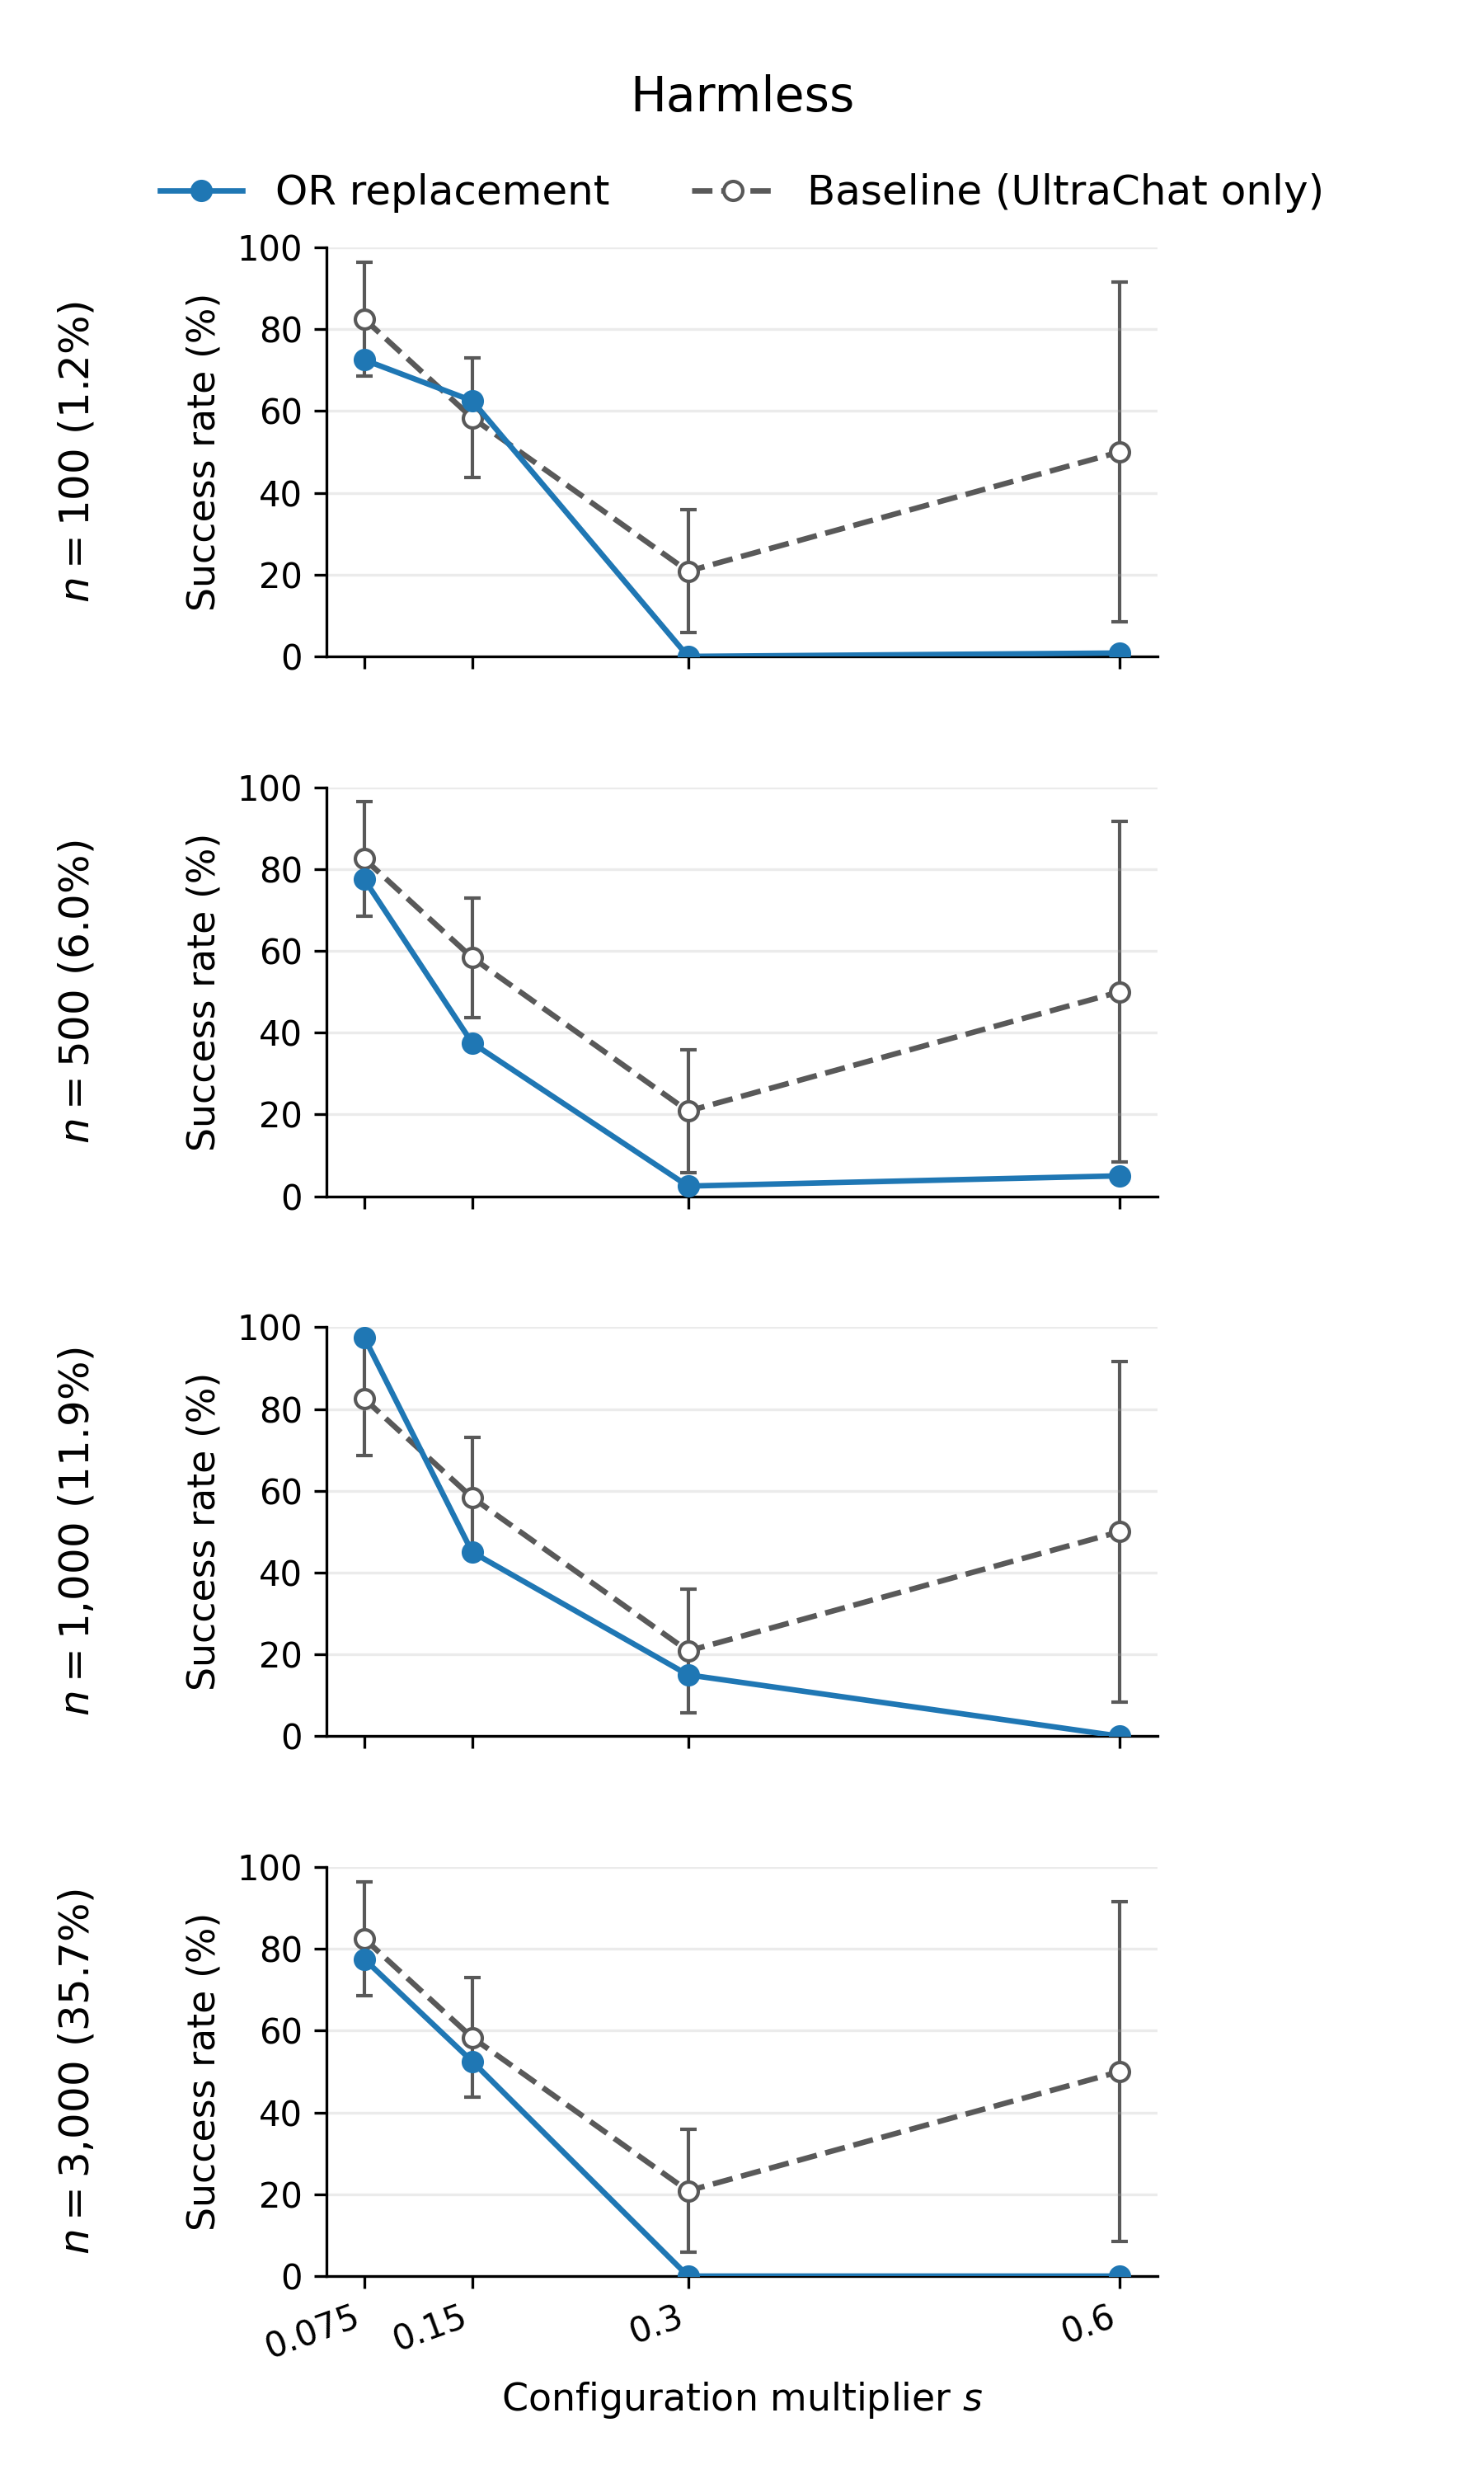 Harmless
OR replacement
Baseline (UltraChat only)
n = 100 (1.2%)
Success rate (%)
100
80
60
40
20
0
n = 500 (6.0%)
Success rate (%)
100
80
60
40
20
0
n = 1,000 (11.9%)
Success rate (%)
100
80
60
40
20
0
n = 3,000 (35.7%)
Success rate (%)
100
80
60
40
20
0
0.075
0.15
0.3
0.6
Configuration multiplier s